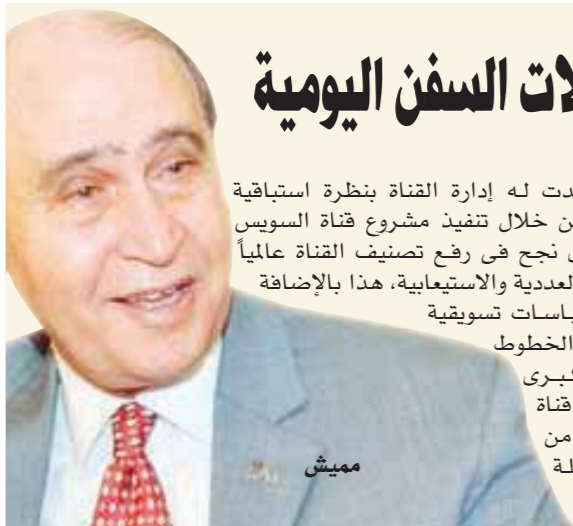 لات السفن اليومية
دت له إدارة القناة بنظرة استباقية
ن خلال تنفيذ مشروع قناة السويس
نجح فى رفع تصنيف القناة عالمياً
لعددية والاستيعابية، هذا بالإضافة
ياسات تسويقية
الخطوط
كبرى
قناة
من
لة
مميش